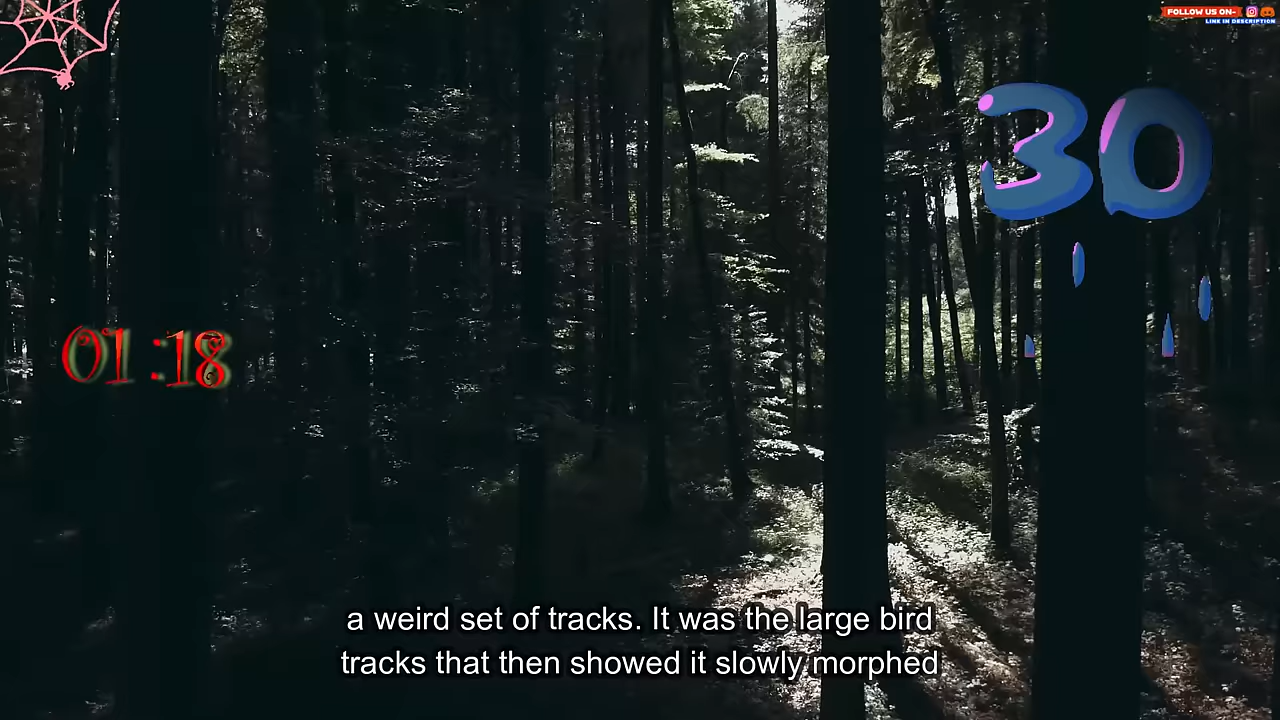 FOLLOW US ON-
LINK IN DESCRIPTION
30
01:18
a weird set of tracks. It was the large bird
tracks that then showed it slowly morphed